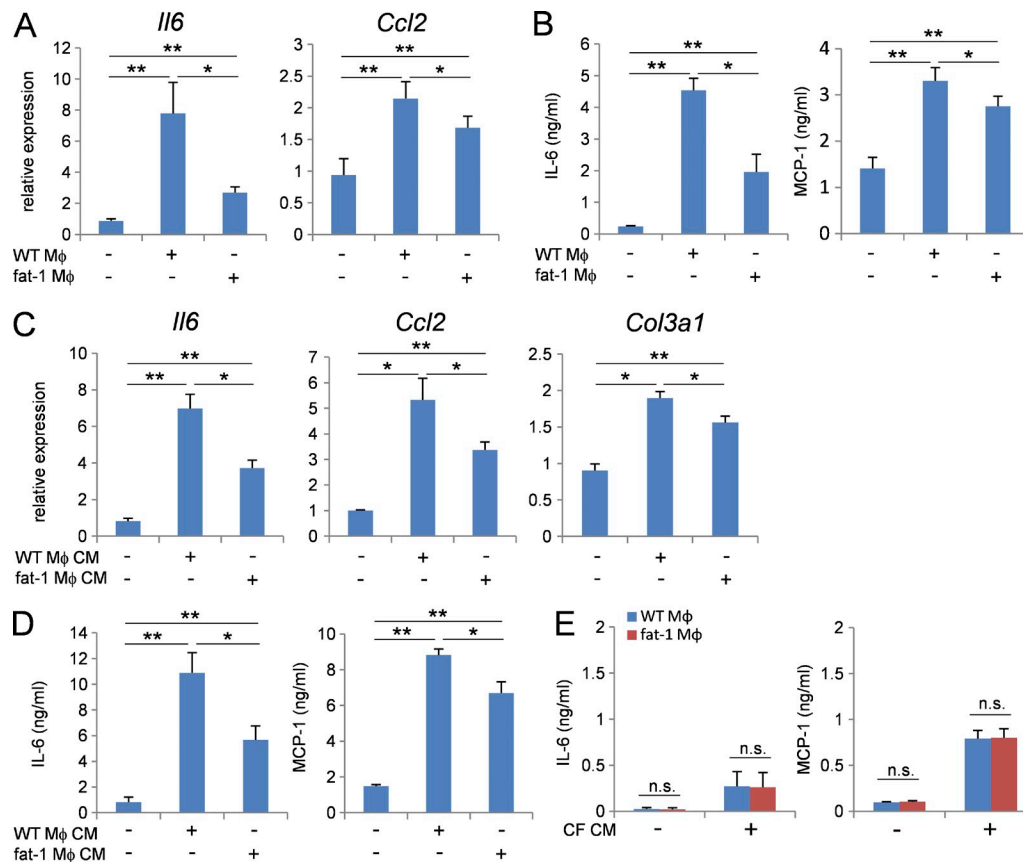 A
Il6
Ccl2
B
12
10
8
6
4
2
0
relative expression
** ** *
3
2.5
2
1.5
1
0.5
0
** ** *
6
5
4
3
2
1
0
IL-6 (ng/ml)
** ** *
4
3
2
1
0
MCP-1 (ng/ml)
** ** *
WT Mϕ - + - - + - - + - - + -
fat-1 Mϕ - - + - - + - - + - - +
C
Il6
Ccl2
Col3a1
10
8
6
4
2
0
relative expression
** ** *
7
6
5
4
3
2
1
0
** * *
2.5
2
1.5
1
0.5
0
** * *
WT Mϕ CM - + - - + - - + -
fat-1 Mϕ CM - - + - - + - - +
D
14
12
10
8
6
4
2
0
IL-6 (ng/ml)
** ** *
10
8
6
4
2
0
MCP-1 (ng/ml)
** ** *
WT Mϕ CM - + - - + -
fat-1 Mϕ CM - - + - - +
E
WT Mϕ
fat-1 Mϕ
2
1.5
1
0.5
0
IL-6 (ng/ml)
n.s. n.s.
2
1.5
1
0.5
0
MCP-1 (ng/ml)
n.s. n.s.
CF CM - + - +